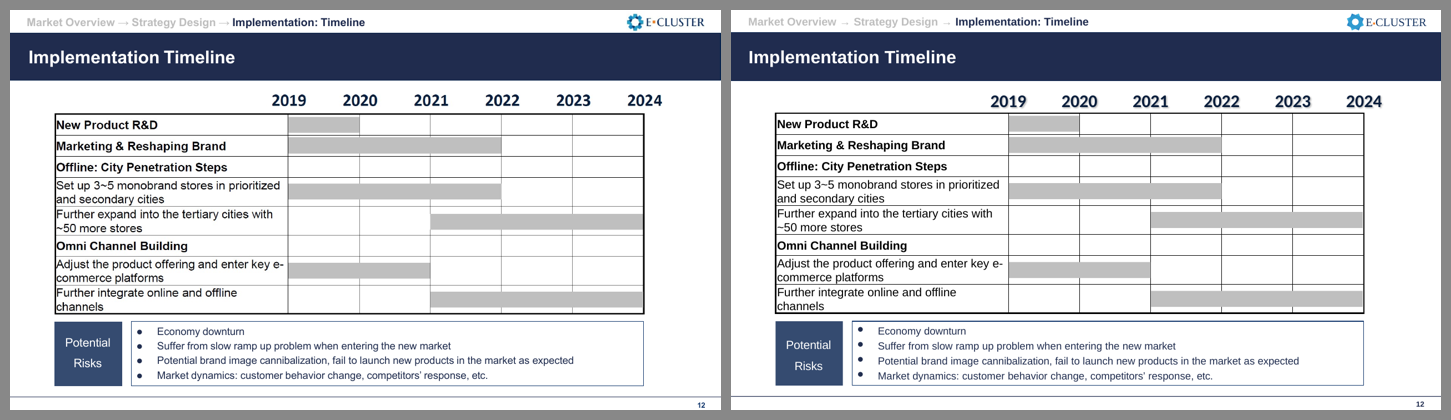 Market Overview → Strategy Design → Implementation: Timeline
E•CLUSTER
Implementation Timeline
2019 2020 2021 2022 2023 2024
New Product R&D
Marketing & Reshaping Brand
Offline: City Penetration Steps
Set up 3~5 monobrand stores in prioritized
and secondary cities
Further expand into the tertiary cities with
~50 more stores
Omni Channel Building
Adjust the product offering and enter key e-
commerce platforms
Further integrate online and offline
channels
Potential
Risks
● Economy downturn
● Suffer from slow ramp up problem when entering the new market
● Potential brand image cannibalization, fail to launch new products in the market as expected
● Market dynamics: customer behavior change, competitors' response, etc.
12
Market Overview → Strategy Design → Implementation: Timeline
E•CLUSTER
Implementation Timeline
2019 2020 2021 2022 2023 2024
New Product R&D
Marketing & Reshaping Brand
Offline: City Penetration Steps
Set up 3~5 monobrand stores in prioritized
and secondary cities
Further expand into the tertiary cities with
~50 more stores
Omni Channel Building
Adjust the product offering and enter key e-
commerce platforms
Further integrate online and offline
channels
Potential
Risks
● Economy downturn
● Suffer from slow ramp up problem when entering the new market
● Potential brand image cannibalization, fail to launch new products in the market as expected
● Market dynamics: customer behavior change, competitors' response, etc.
12